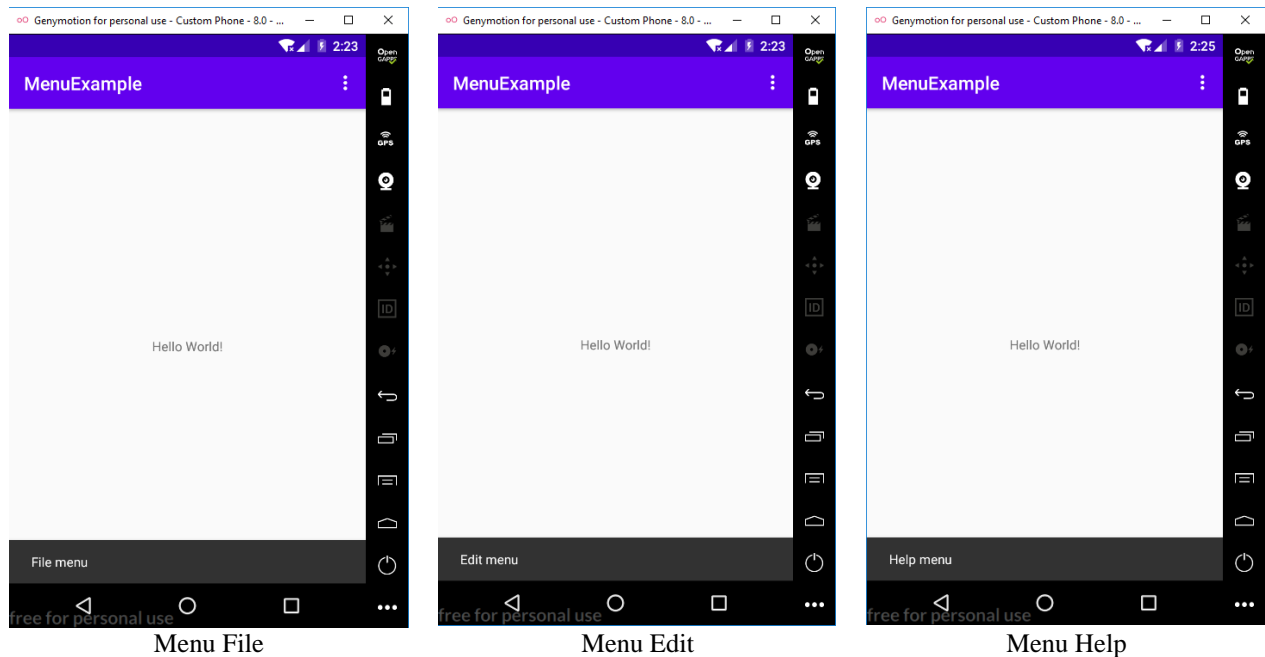 Genymotion for personal use - Custom Phone - 8.0 - ...
2:23
Open
GAPPS
MenuExample
GPS
ID
Hello World!
File menu
free for personal use
Menu File
Genymotion for personal use - Custom Phone - 8.0 - ...
2:23
Open
GAPPS
MenuExample
GPS
ID
Hello World!
Edit menu
free for personal use
Menu Edit
Genymotion for personal use - Custom Phone - 8.0 - ...
2:25
Open
GAPPS
MenuExample
GPS
ID
Hello World!
Help menu
free for personal use
Menu Help